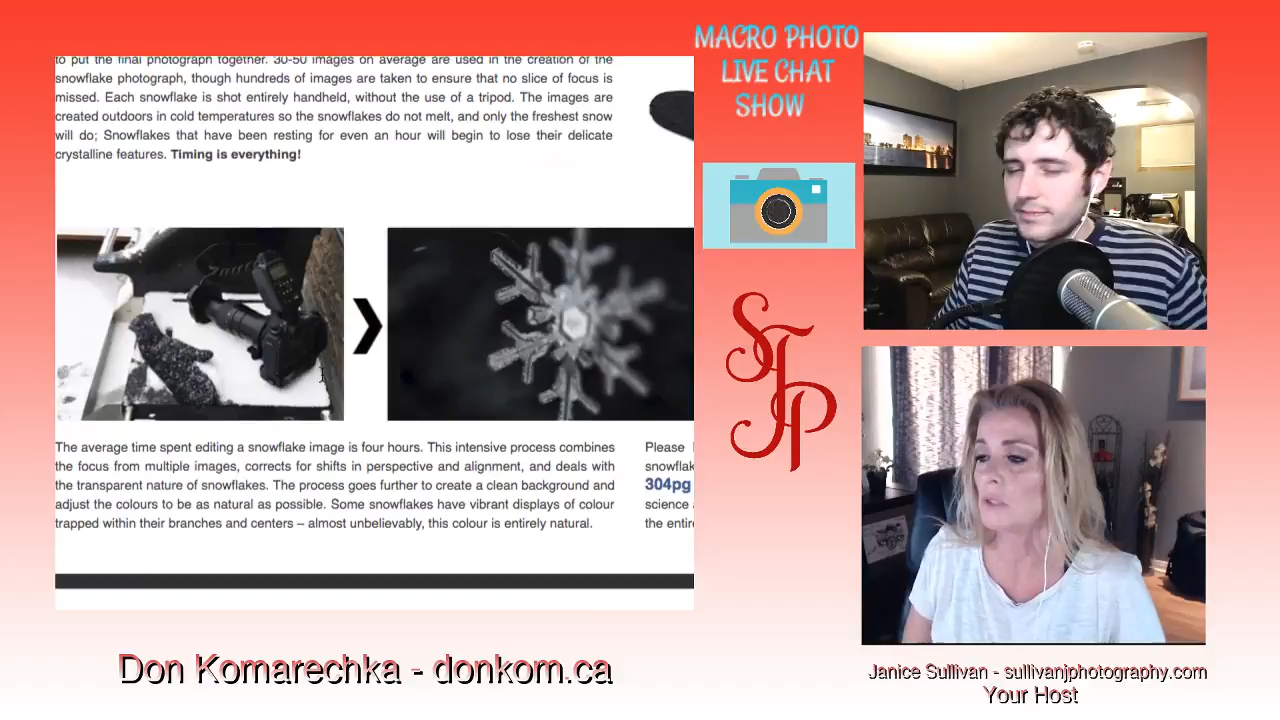 to put the final photograph together. 30-50 images on average are used in the creation of the
snowflake photograph, though hundreds of images are taken to ensure that no slice of focus is
missed. Each snowflake is shot entirely handheld, without the use of a tripod. The images are
created outdoors in cold temperatures so the snowflakes do not melt, and only the freshest snow
will do; Snowflakes that have been resting for even an hour will begin to lose their delicate
crystalline features. Timing is everything!
The average time spent editing a snowflake image is four hours. This intensive process combines
the focus from multiple images, corrects for shifts in perspective and alignment, and deals with
the transparent nature of snowflakes. The process goes further to create a clean background and
adjust the colours to be as natural as possible. Some snowflakes have vibrant displays of colour
trapped within their branches and centers – almost unbelievably, this colour is entirely natural.
Please
snowflak
304pg
science
the entire
MACRO PHOTO
LIVE CHAT
SHOW
STJP
Don Komarechka - donkom.ca
Janice Sullivan - sullivanjphotography.com
Your Host